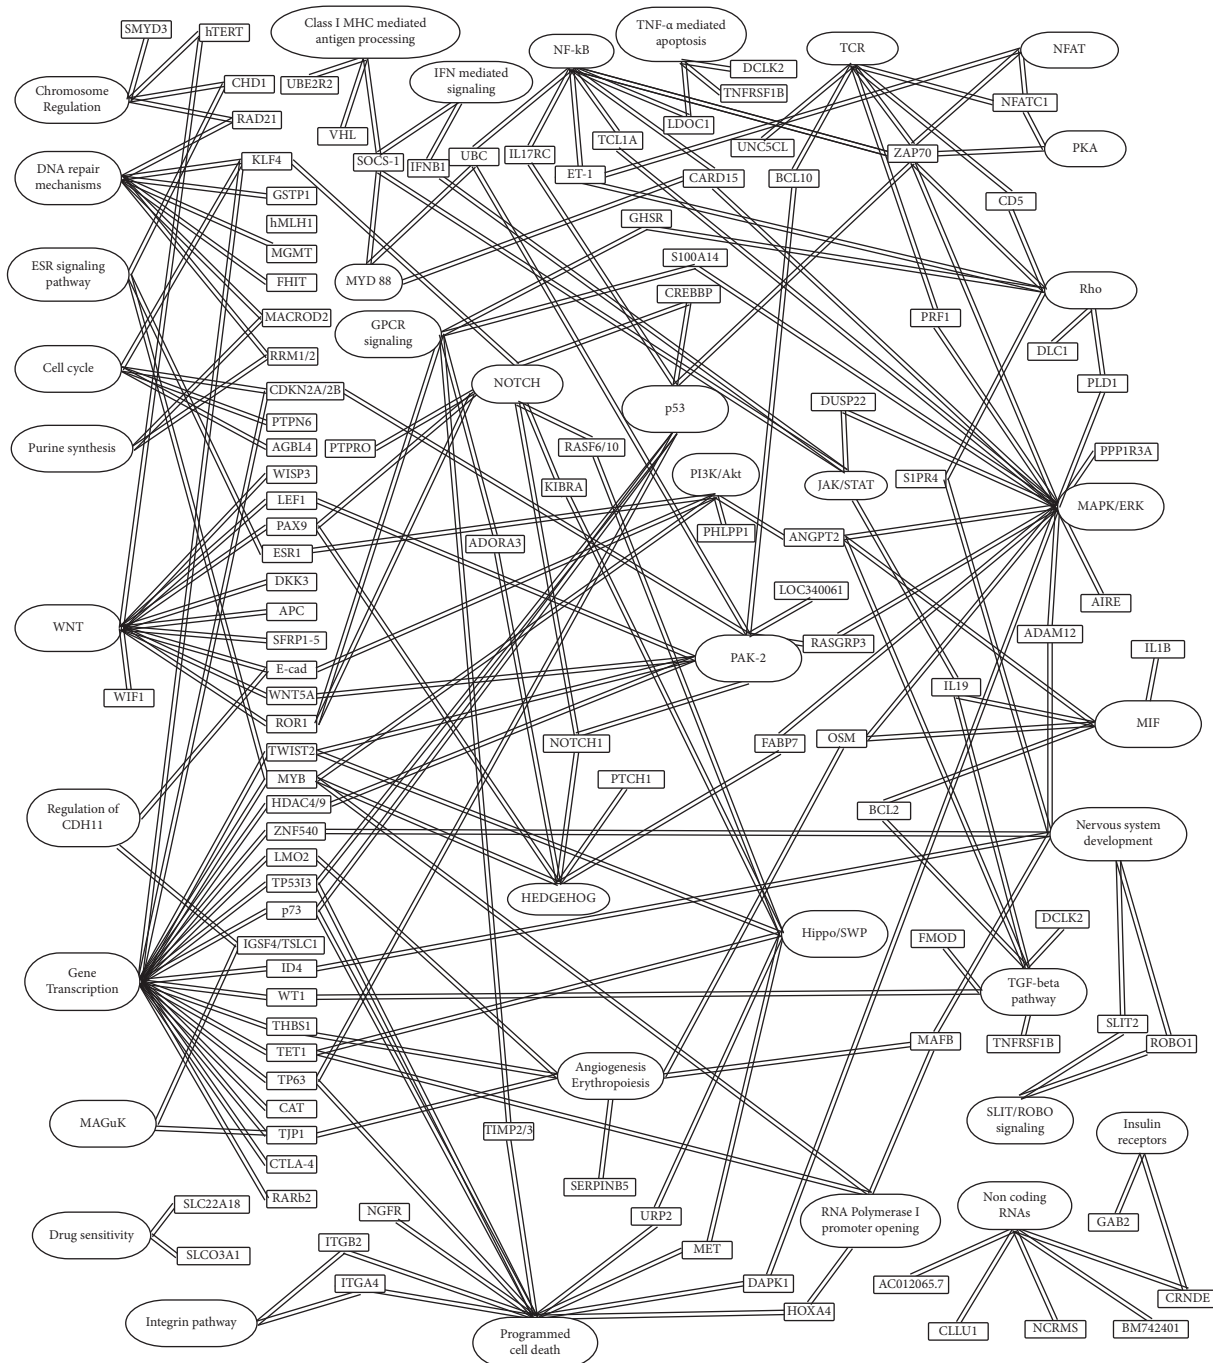 SMYD3
hTERT
Class I MHC mediated
antigen processing
NF-kB
TNF-α mediated
apoptosis
TCR
NFAT
Chromosome
Regulation
CHD1
UBE2R2
IFN mediated
signaling
DCLK2
TNFRSF1B
NFATC1
RAD21
VHL
LDOC1
TCL1A
UNC5CL
ZAP70
PKA
DNA repair
mechanisms
KLF4
SOCS-1
IFNB1
UBC
IL17RC
ET-1
CARD15
BCL10
GSTP1
CD5
hMLH1
GHSR
MGMT
S100A14
ESR signaling
pathway
FHIT
MYD 88
CREBBP
Rho
MACROD2
GPCR
signaling
PRF1
RRM1/2
DLC1
Cell cycle
CDKN2A/2B
NOTCH
p53
DUSP22
PLD1
PTPN6
Purine synthesis
AGBL4
PTPRO
RASF6/10
PPP1R3A
WISP3
KIBRA
PI3K/Akt
JAK/STAT
S1PR4
LEF1
MAPK/ERK
PAX9
ADORA3
PHLPP1
ANGPT2
ESR1
DKK3
LOC340061
AIRE
APC
WNT
SFRP1-5
PAK-2
RASGRP3
ADAM12
IL1B
E-cad
WIF1
WNT5A
IL19
ROR1
MIF
TWIST2
NOTCH1
FABP7
OSM
MYB
PTCH1
Regulation of
CDH11
HDAC4/9
BCL2
ZNF540
Nervous system
development
LMO2
TP53I3
HEDGEHOG
p73
DCLK2
IGSF4/TSLC1
Hippo/SWP
FMOD
Gene
Transcription
ID4
TGF-beta
pathway
WT1
THBS1
SLIT2
TET1
MAFB
TNFRSF1B
ROBO1
Angiogenesis
Erythropoiesis
TP63
CAT
MAGuK
TJP1
TIMP2/3
SLIT/ROBO
signaling
Insulin
receptors
CTLA-4
SERPINB5
RARb2
SLC22A18
NGFR
URP2
RNA Polymerase I
promoter opening
Non coding
RNAs
GAB2
Drug sensitivity
ITGB2
MET
SLCO3A1
ITGA4
DAPK1
AC012065.7
CRNDE
HOXA4
Integrin pathway
Programmed
cell death
CLLU1
NCRMS
BM742401